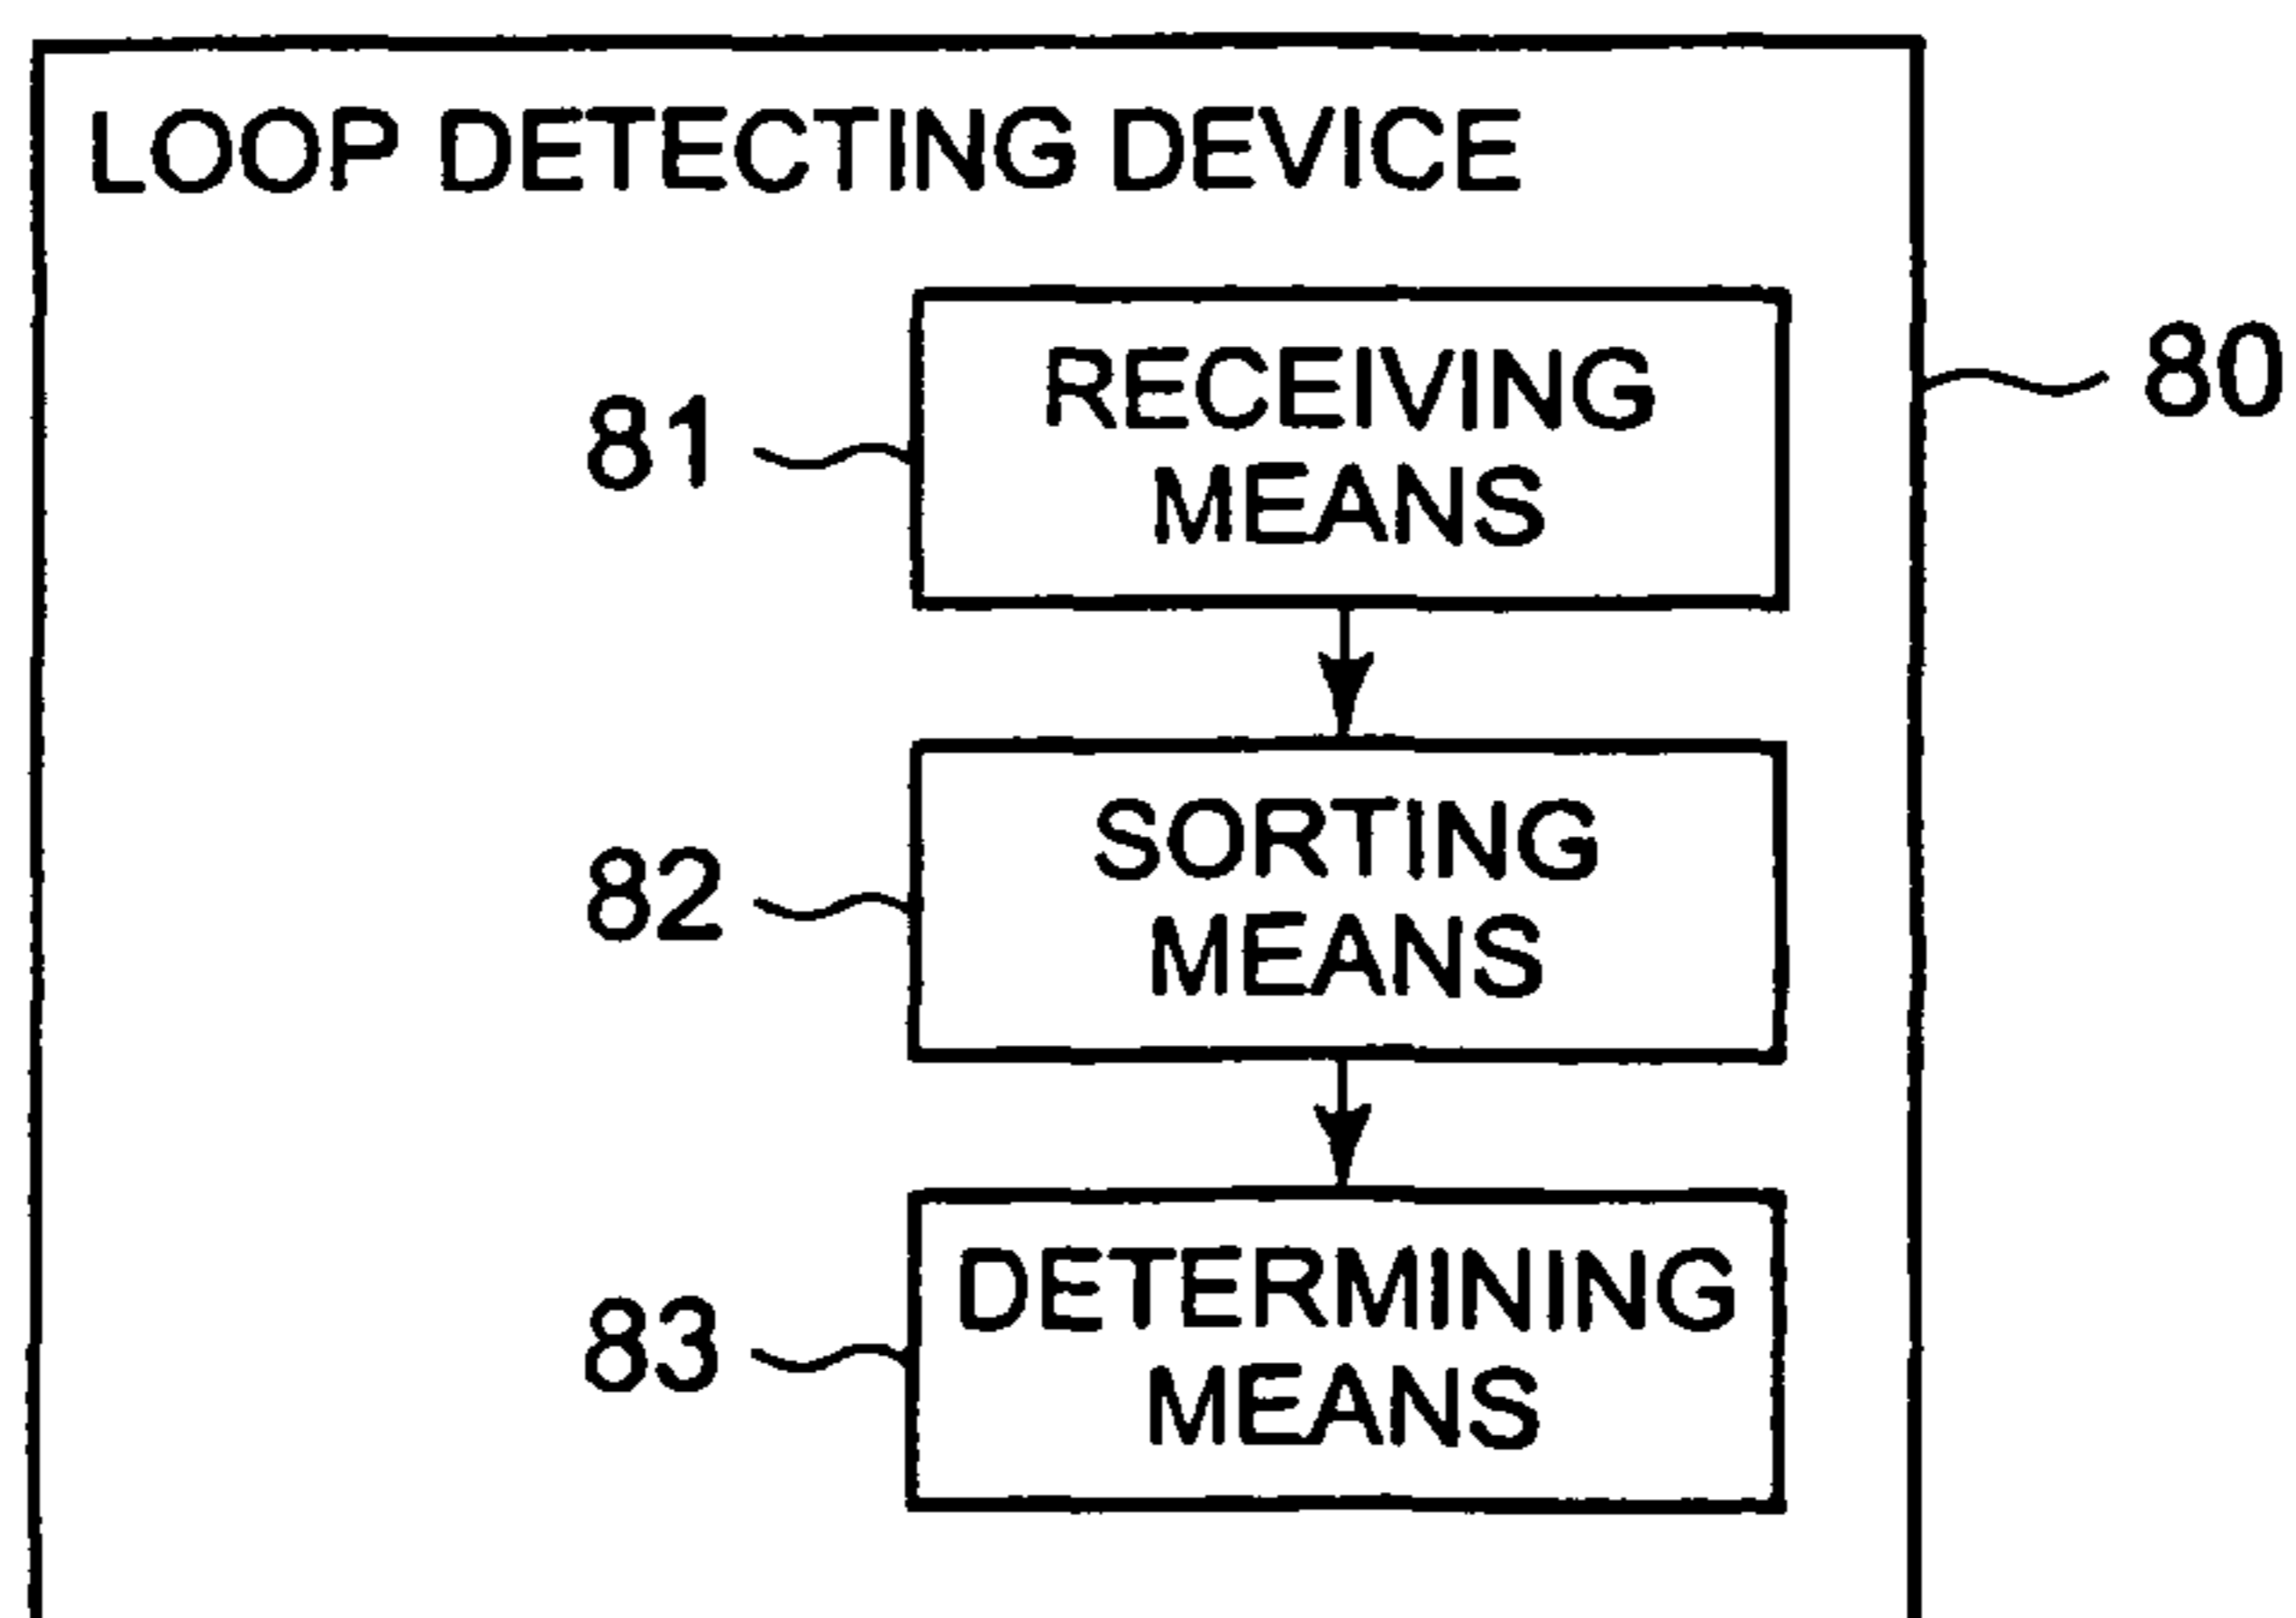 LOOP DETECTING DEVICE
80
81
RECEIVING
MEANS
82
SORTING
MEANS
83
DETERMINING
MEANS